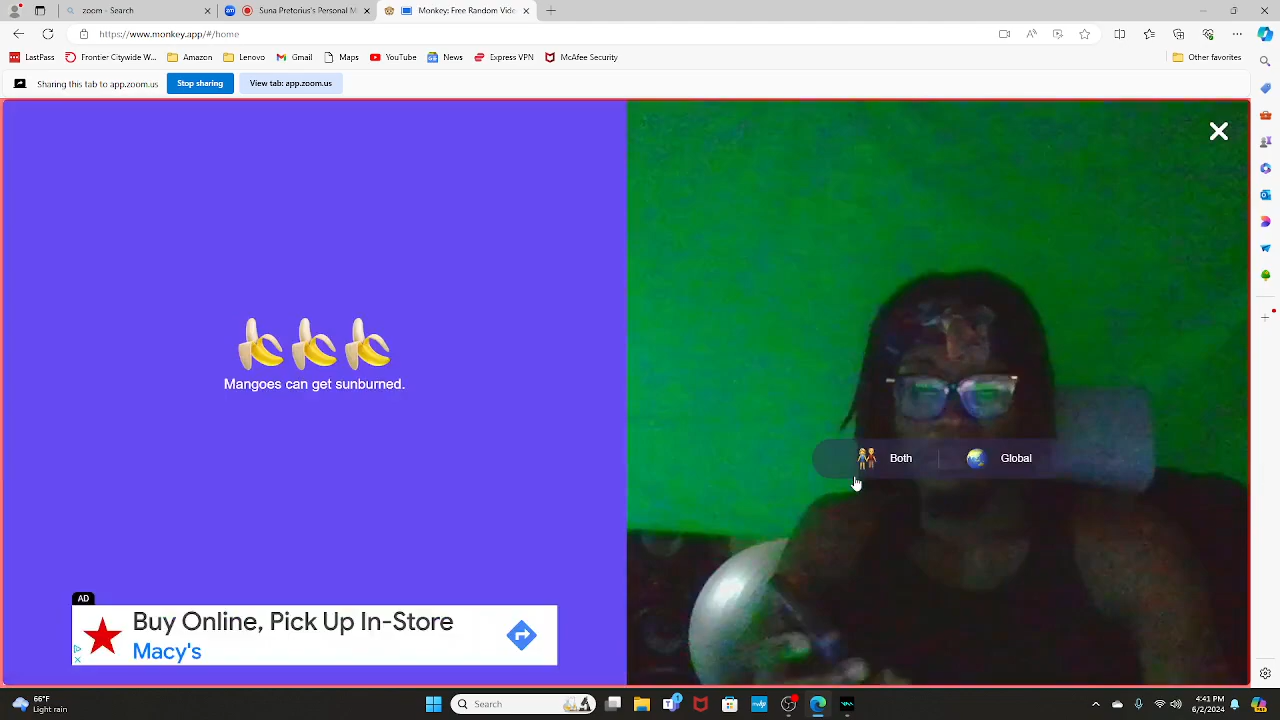 zoom - Search
Suna Pretorius's Personal M
Monkey: Free Random Vide
https://www.monkey.app/#/home
LastPass
Frontier Citywide W...
Amazon
Lenovo
Gmail
Maps
YouTube
News
Express VPN
McAfee Security
Other favorites
Sharing this tab to app.zoom.us
Stop sharing
View tab: app.zoom.us
Mangoes can get sunburned.
Both
Global
AD
Buy Online, Pick Up In-Store
Macy's
66°F
Light rain
Search
1:41 PM
6/2/2024